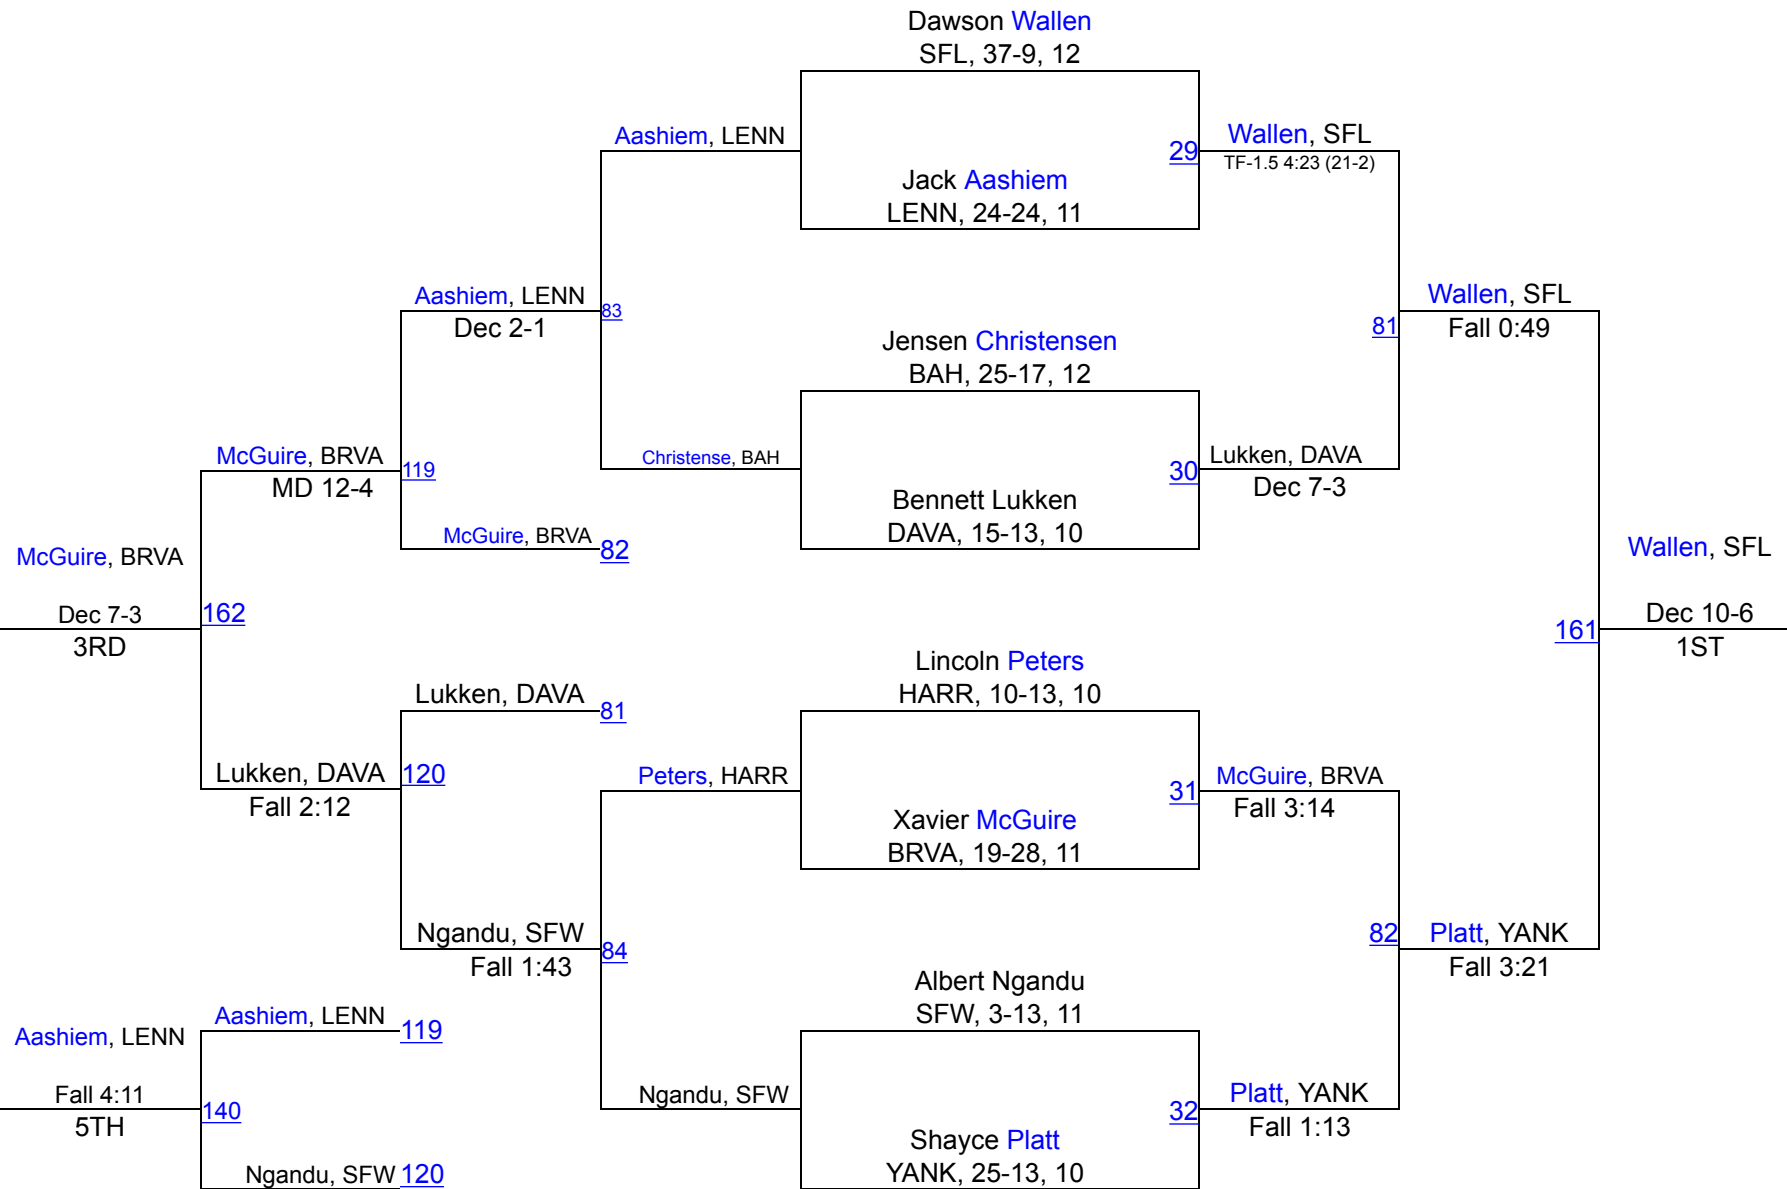 Dawson Wallen
SFL, 37-9, 12
Aashiem, LENN
29
Wallen, SFL
TF-1.5 4:23 (21-2)
Jack Aashiem
LENN, 24-24, 11
Aashiem, LENN
Dec 2-1
83
Wallen, SFL
Fall 0:49
81
Jensen Christensen
BAH, 25-17, 12
McGuire, BRVA
MD 12-4
119
Christense, BAH
30
Lukken, DAVA
Dec 7-3
Bennett Lukken
DAVA, 15-13, 10
McGuire, BRVA
82
McGuire, BRVA
Dec 7-3
3RD
162
Wallen, SFL
Dec 10-6
1ST
161
Lincoln Peters
HARR, 10-13, 10
Lukken, DAVA
81
Lukken, DAVA
Fall 2:12
120
Peters, HARR
31
McGuire, BRVA
Fall 3:14
Xavier McGuire
BRVA, 19-28, 11
Ngandu, SFW
Fall 1:43
84
82
Platt, YANK
Fall 3:21
Albert Ngandu
SFW, 3-13, 11
Aashiem, LENN
119
Aashiem, LENN
Fall 4:11
5TH
140
Ngandu, SFW
32
Platt, YANK
Fall 1:13
Shayce Platt
YANK, 25-13, 10
Ngandu, SFW
120